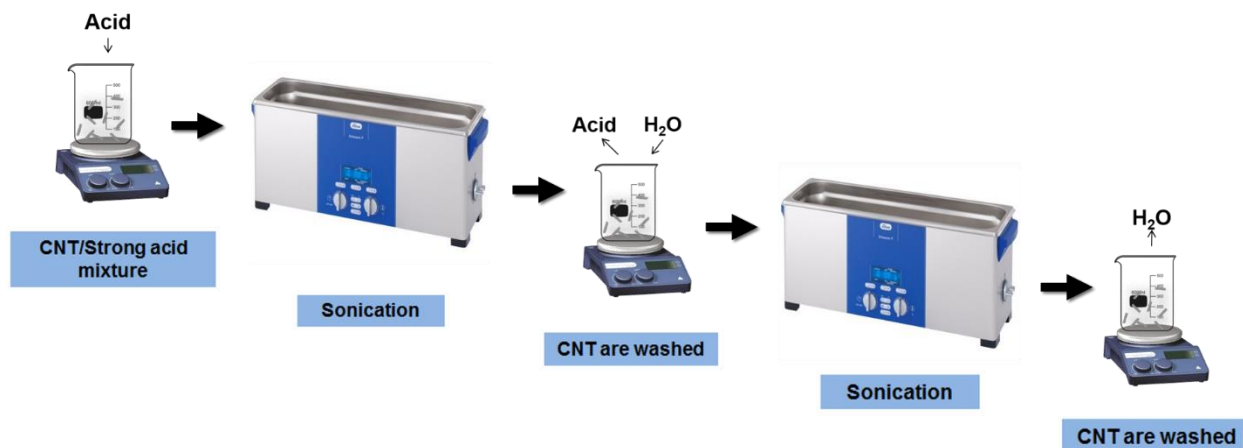 Acid
CNT/Strong acid
mixture
Sonication
Acid
H₂O
CNT are washed
Sonication
H₂O
CNT are washed